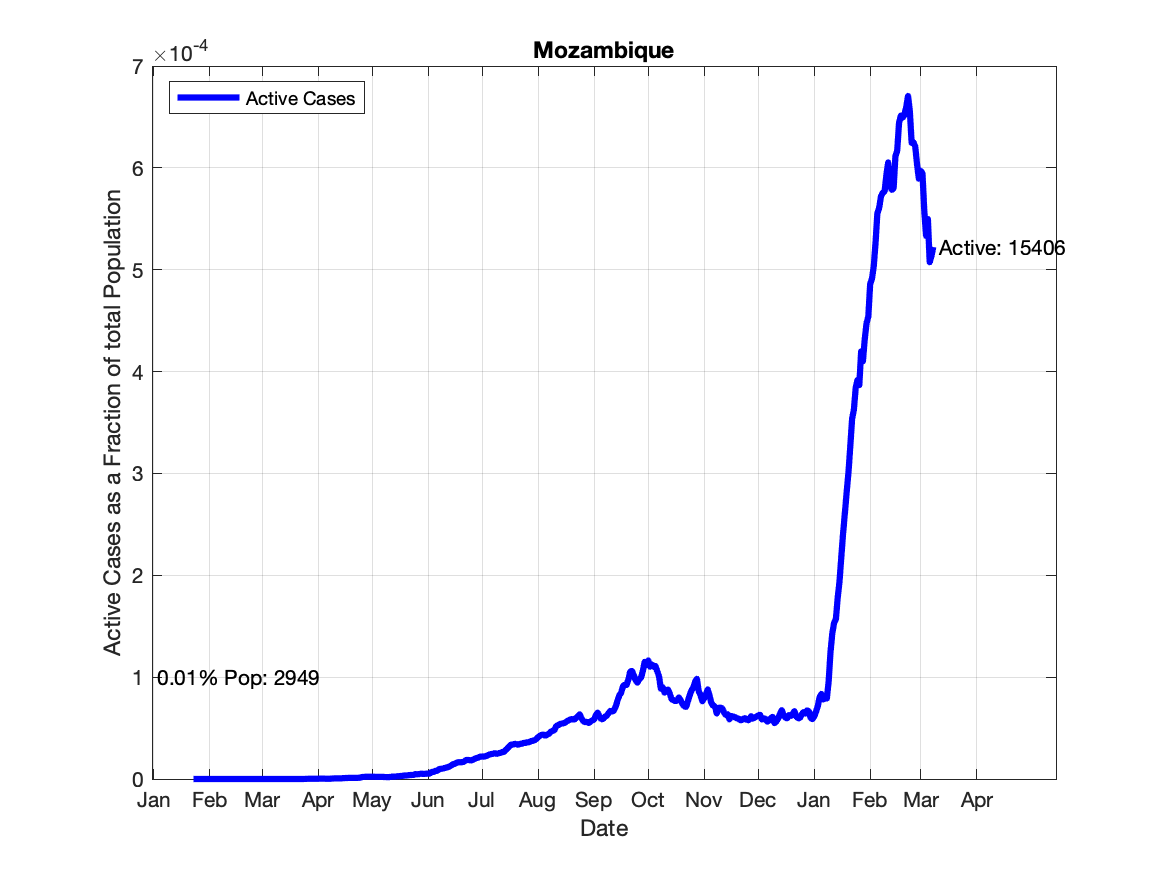 Mozambique
×10-4
Active Cases
7
6
5
4
3
2
1
0
Active Cases as a Fraction of total Population
Active: 15406
0.01% Pop: 2949
Jan Feb Mar Apr May Jun Jul Aug Sep Oct Nov Dec Jan Feb Mar Apr
Date